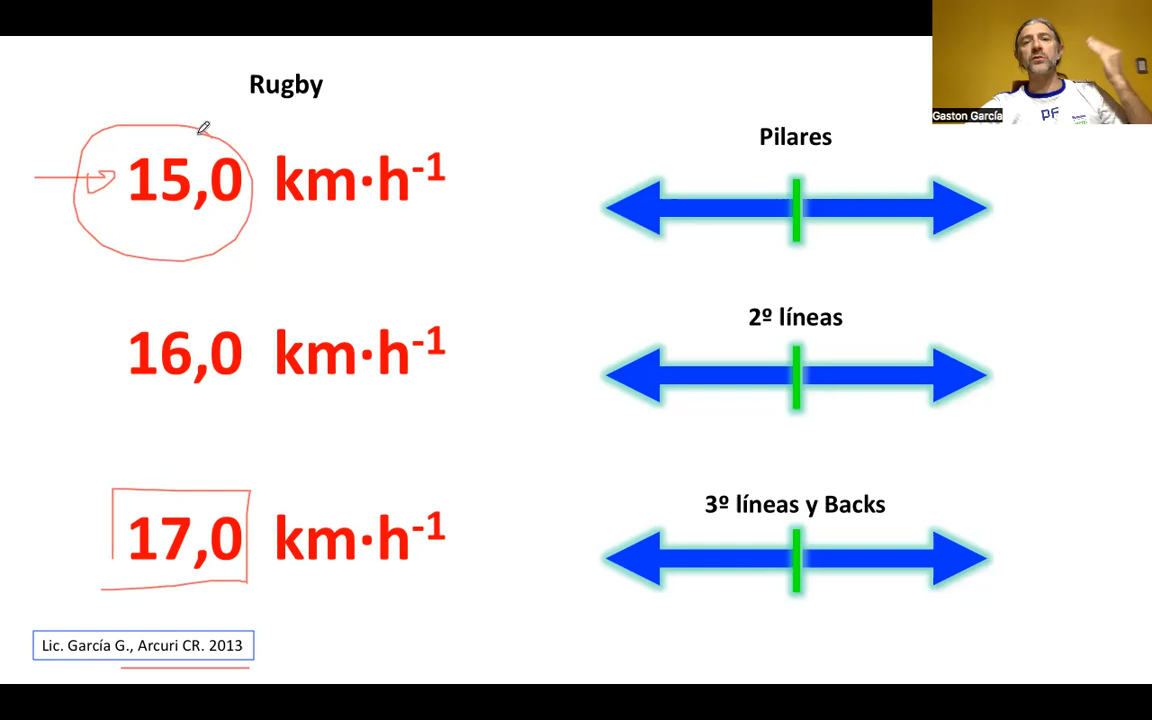 Rugby
15,0 km·h⁻¹
Pilares
16,0 km·h⁻¹
2º líneas
17,0 km·h⁻¹
3º líneas y Backs
Lic. García G., Arcuri CR. 2013
Gaston García
PF